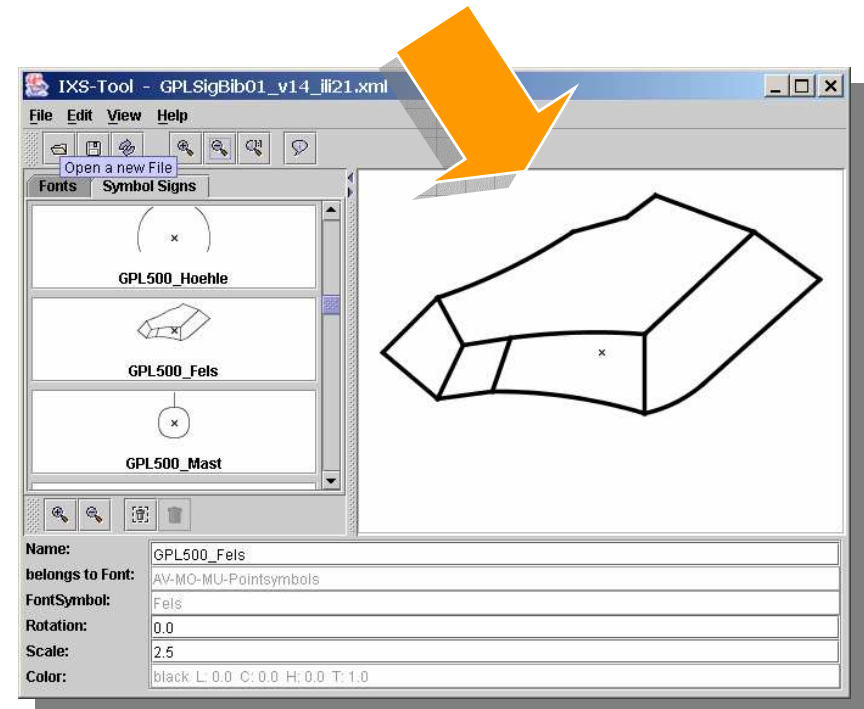 IXS-Tool - GPLSigBib01_v14_ili21.xml
File Edit View Help
Open a new File
Fonts Symbol Signs
GPL500_Hoehle
GPL500_Fels
GPL500_Mast
Name: GPL500_Fels
belongs to Font: AV-MO-MU-Pointsymbols
FontSymbol: Fels
Rotation: 0.0
Scale: 2.5
Color: black L: 0.0 C: 0.0 H: 0.0 T: 1.0